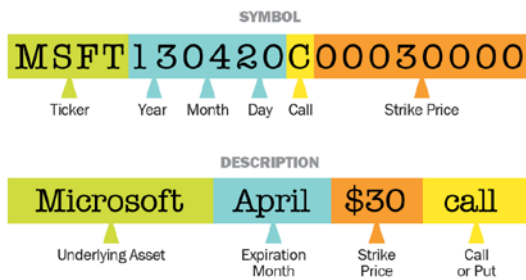 SYMBOL
MSFT130420C00030000
Ticker Year Month Day Call Strike Price
DESCRIPTION
Microsoft April $30 call
Underlying Asset Expiration Month Strike Price Call or Put